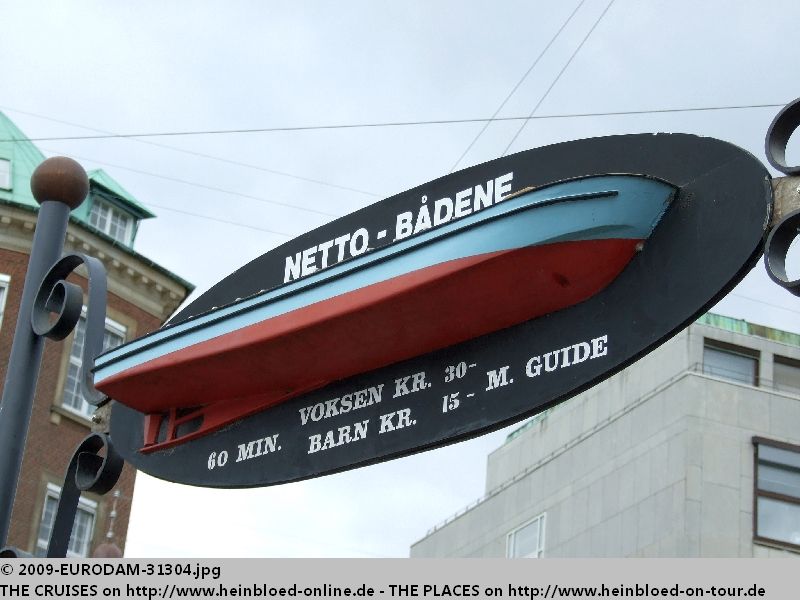 NETTO - BÅDENE
VOKSEN KR. 30-
60 MIN. BARN KR. 15- M. GUIDE
© 2009-EURODAM-31304.jpg
THE CRUISES on http://www.heinbloed-online.de - THE PLACES on http://www.heinbloed-on-tour.de